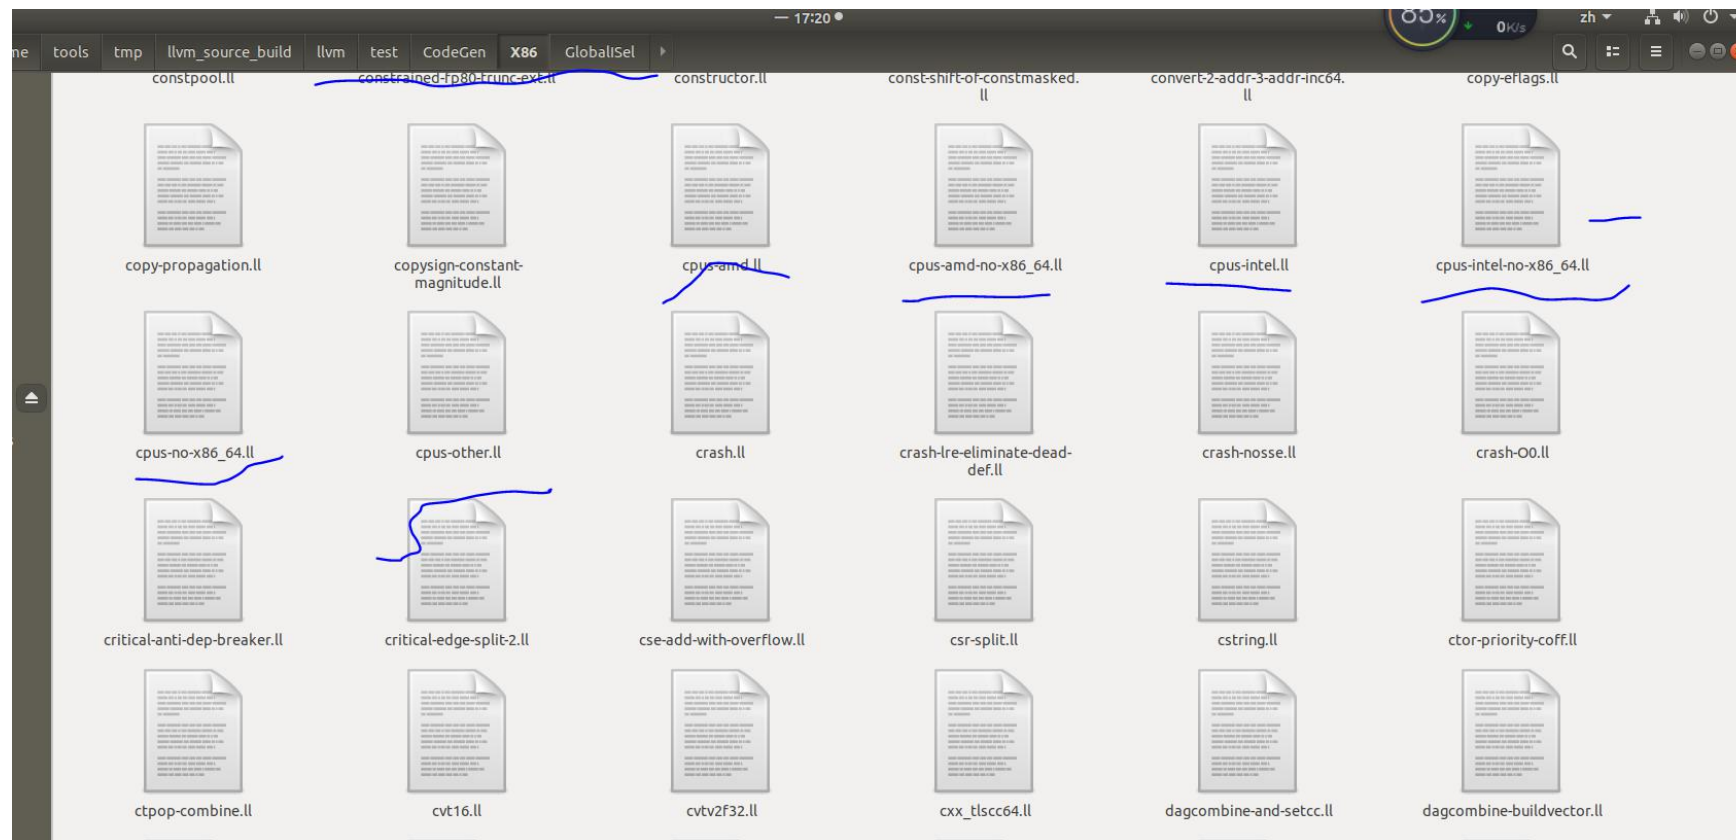 17:20
85%
0K/s
zh
me tools tmp llvm_source_build llvm test CodeGen X86 GlobalISel
constpool.ll
constrained-fp80-trunc-ext.ll
constructor.ll
const-shift-of-constmasked.
ll
convert-2-addr-3-addr-inc64.
ll
copy-eflags.ll
copy-propagation.ll
copysign-constant-
magnitude.ll
cpus-amd.ll
cpus-amd-no-x86_64.ll
cpus-intel.ll
cpus-intel-no-x86_64.ll
cpus-no-x86_64.ll
cpus-other.ll
crash.ll
crash-lre-eliminate-dead-
def.ll
crash-nosse.ll
crash-O0.ll
critical-anti-dep-breaker.ll
critical-edge-split-2.ll
cse-add-with-overflow.ll
csr-split.ll
cstring.ll
ctor-priority-coff.ll
ctpop-combine.ll
cvt16.ll
cvtv2f32.ll
cxx_tlscc64.ll
dagcombine-and-setcc.ll
dagcombine-buildvector.ll